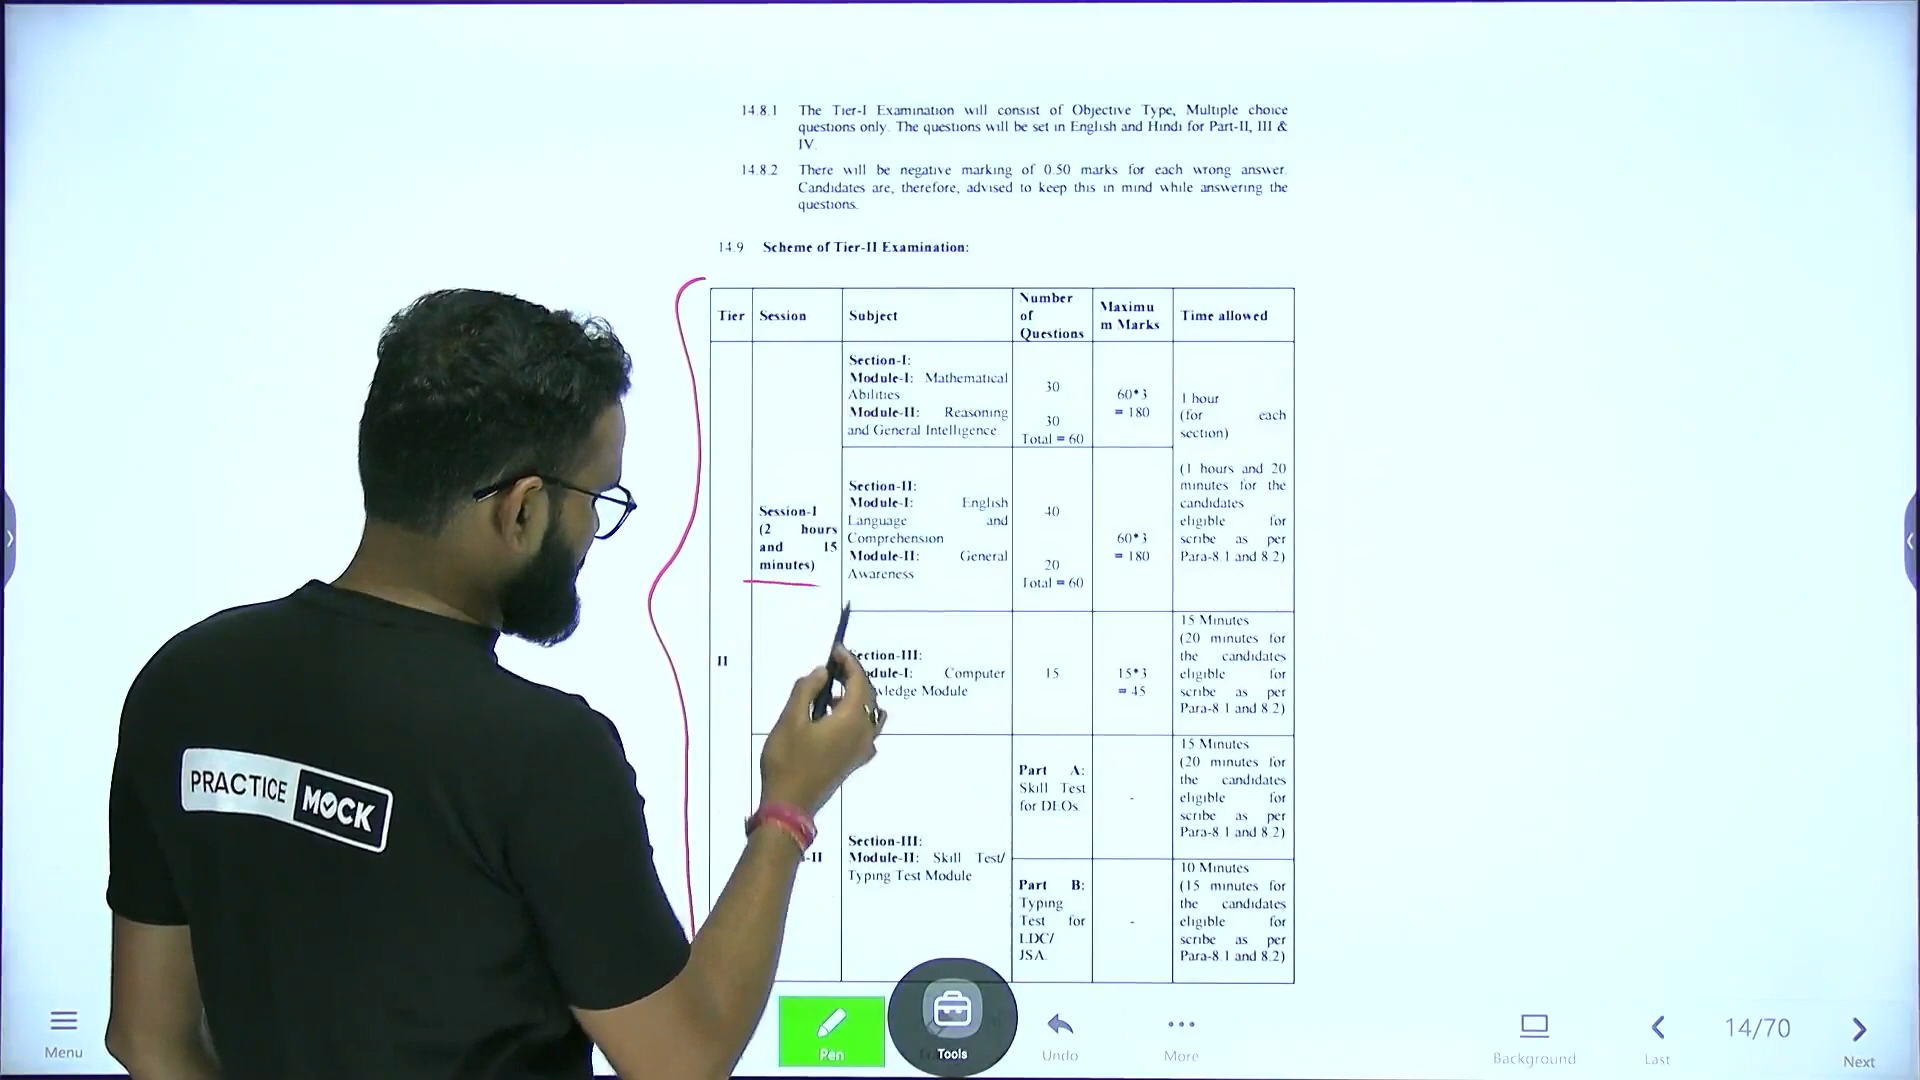 14.8.1 The Tier-I Examination will consist of Objective Type, Multiple choice
questions only. The questions will be set in English and Hindi for Part-II, III &
IV.
14.8.2 There will be negative marking of 0.50 marks for each wrong answer.
Candidates are, therefore, advised to keep this in mind while answering the
questions.
14.9 Scheme of Tier-II Examination:
Tier
Session
Subject
Number
of
Questions
Maximu
m Marks
Time allowed
II
Session-I
(2 hours
and 15
minutes)
Section-I:
Module-I: Mathematical
Abilities
Module-II: Reasoning
and General Intelligence.
30
30
Total = 60
60*3
= 180
1 hour
(for each
section)
(1 hours and 20
minutes for the
candidates
eligible for
scribe as per
Para-8.1 and 8.2)
Section-II:
Module-I: English
Language and
Comprehension
Module-II: General
Awareness
40
20
Total = 60
60*3
= 180
Section-III:
Module-I: Computer
Module
15
15*3
= 45
15 Minutes
(20 minutes for
the candidates
eligible for
scribe as per
Para-8.1 and 8.2)
-II
Section-III:
Module-II: Skill Test/
Typing Test Module
Part A:
Skill Test
for DEOs.
-
15 Minutes
(20 minutes for
the candidates
eligible for
scribe as per
Para-8.1 and 8.2)
Part B:
Typing
Test for
LDC/
JSA.
-
10 Minutes
(15 minutes for
the candidates
eligible for
scribe as per
Para-8.1 and 8.2)
PRACTICE MOCK
Menu
Pen
Tools
Undo
More
Background
Last
14/70
Next